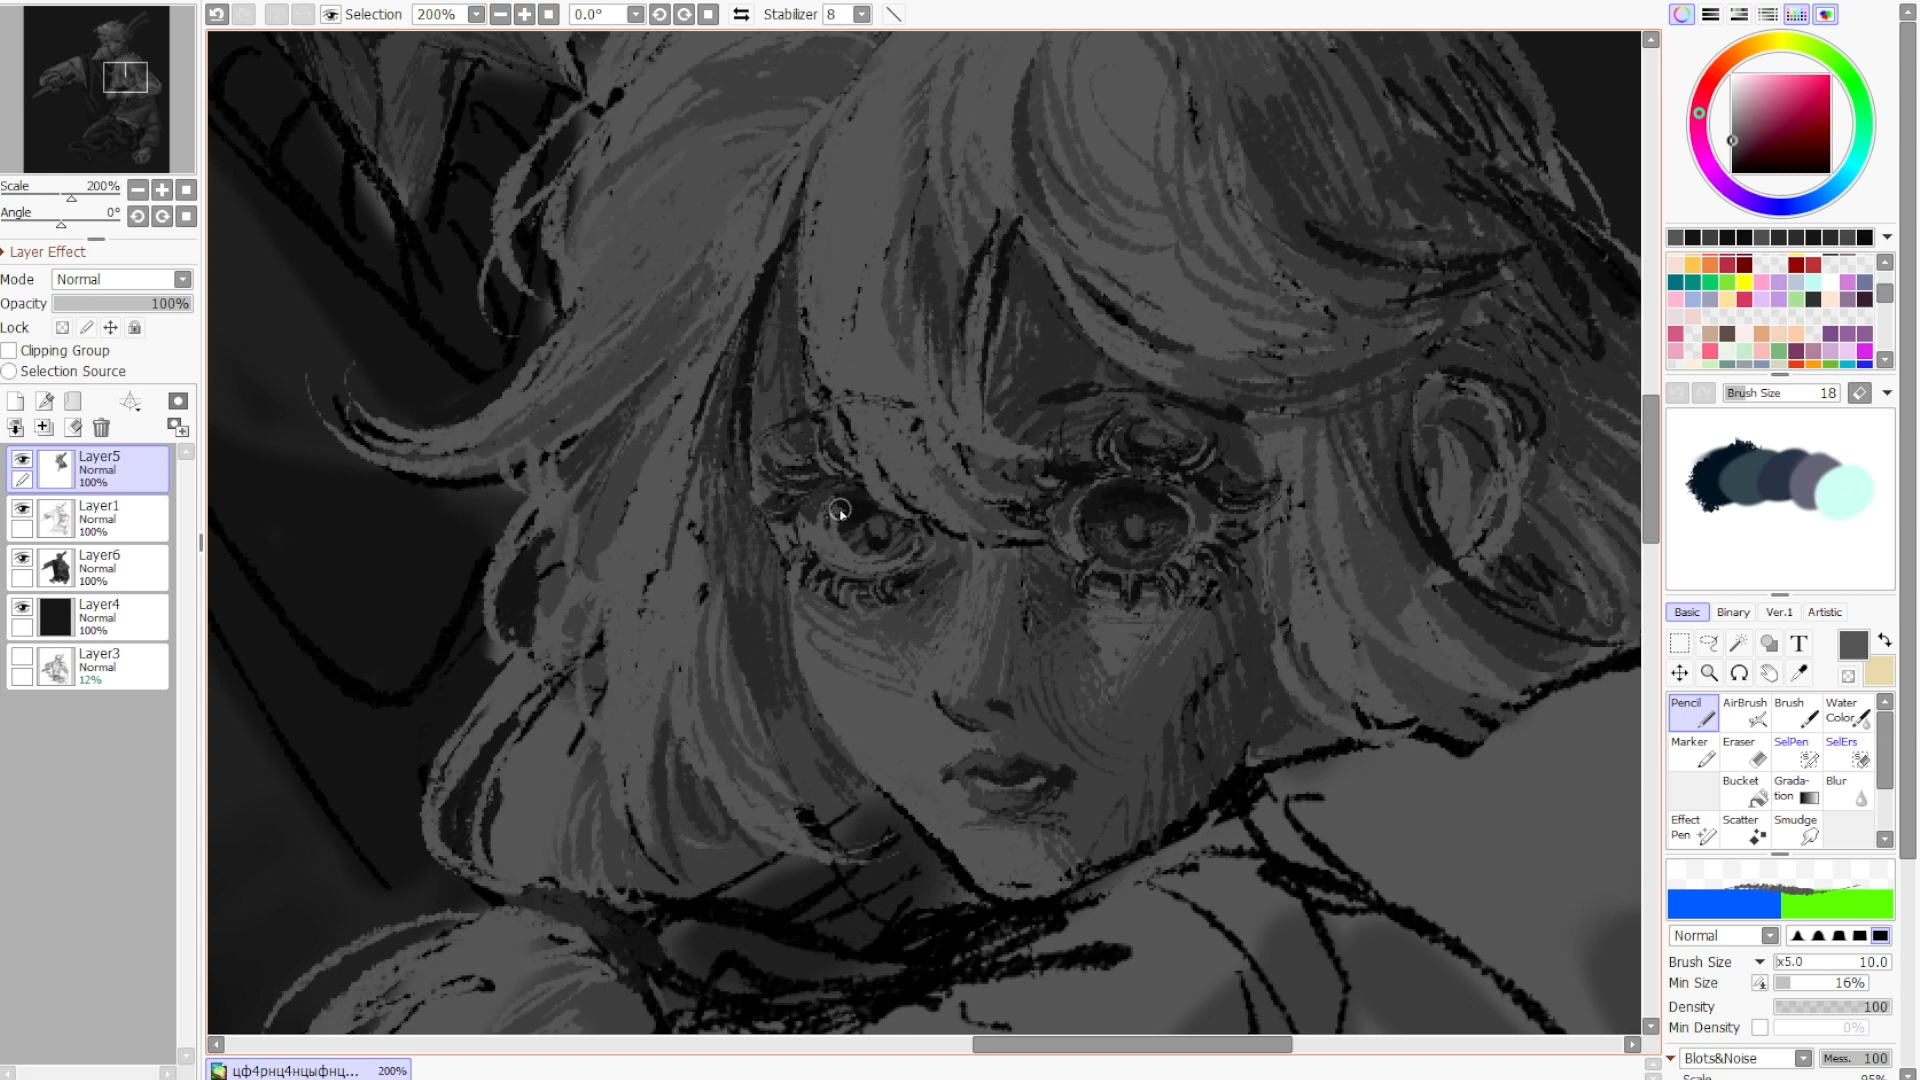 Selection 200% 0.0° Stabilizer 8
Scale 200%
Angle 0°
Layer Effect
Mode Normal
Opacity 100%
Lock
Clipping Group
Selection Source
Layer5
Normal
100%
Layer1
Normal
100%
Layer6
Normal
100%
Layer4
Normal
100%
Layer3
Normal
12%
цф4рнц4нцыфнц... 200%
Brush Size 18
Basic Binary Ver.1 Artistic
T
Pencil AirBrush Brush Water Color
Marker Eraser SelPen SelErs
Bucket Grada-tion Blur
Effect Pen Scatter Smudge
Normal
Brush Size x5.0 10.0
Min Size 16%
Density 100
Min Density 0%
Blots&Noise Mess. 100
Scale 95%